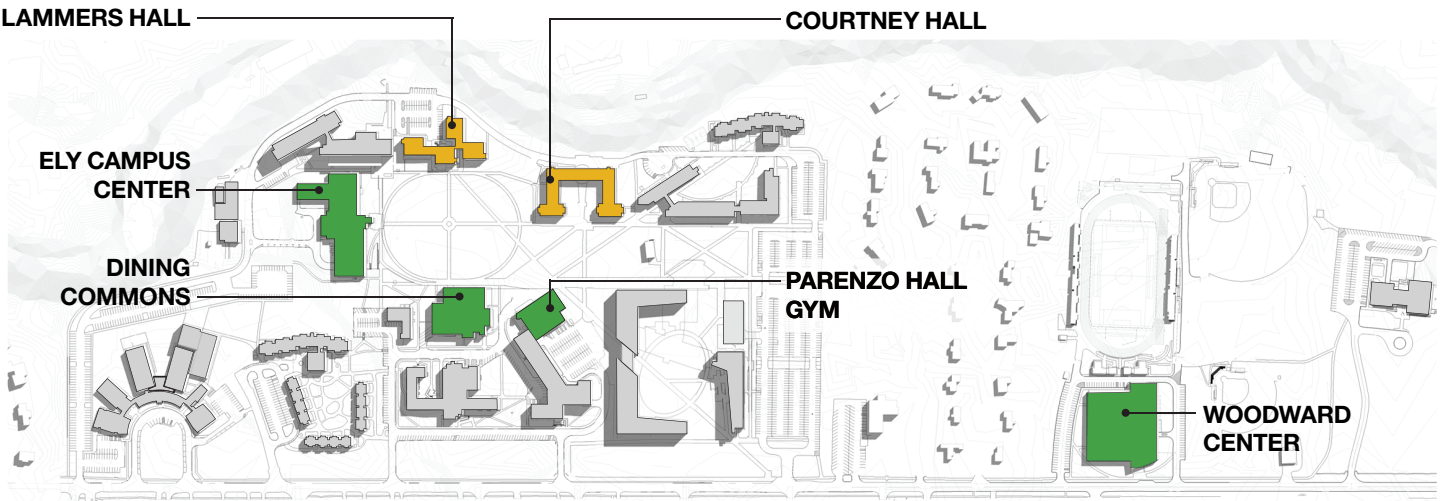 LAMMERS HALL
COURTNEY HALL
ELY CAMPUS
CENTER
DINING
COMMONS
PARENZO HALL
GYM
WOODWARD
CENTER